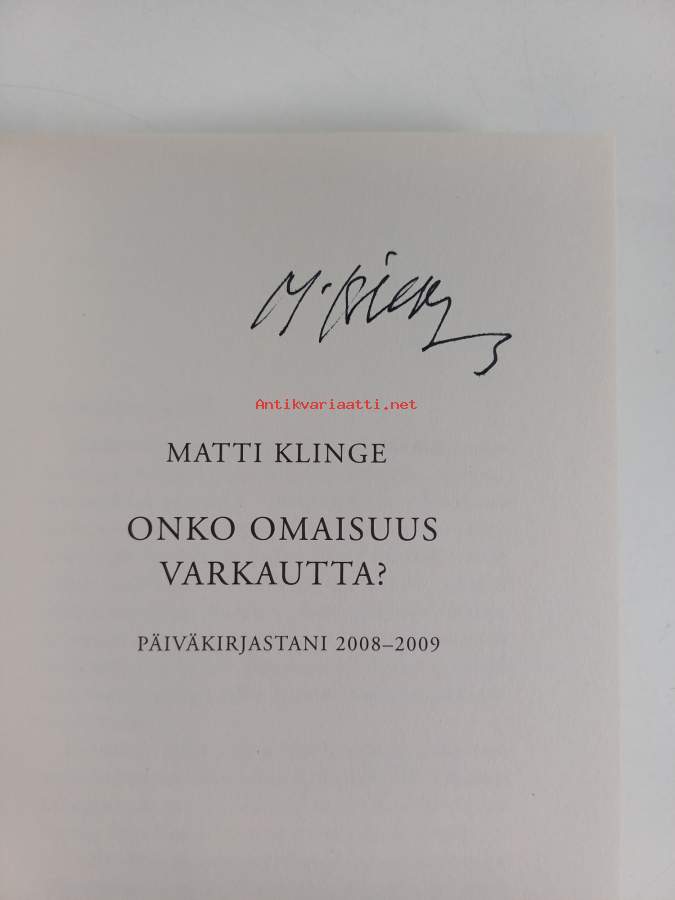 Antikvariaatti.net
MATTI KLINGE
ONKO OMAISUUS
VARKAUTTA?
PÄIVÄKIRJASTANI 2008–2009